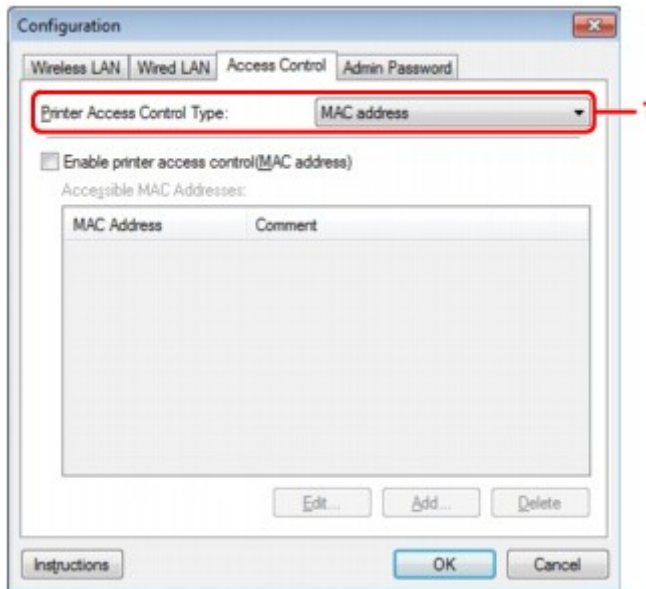 Configuration
Wireless LAN Wired LAN Access Control Admin Password
Printer Access Control Type: MAC address
Enable printer access control(MAC address)
Accessible MAC Addresses:
MAC Address Comment
Edit... Add... Delete
Instructions OK Cancel